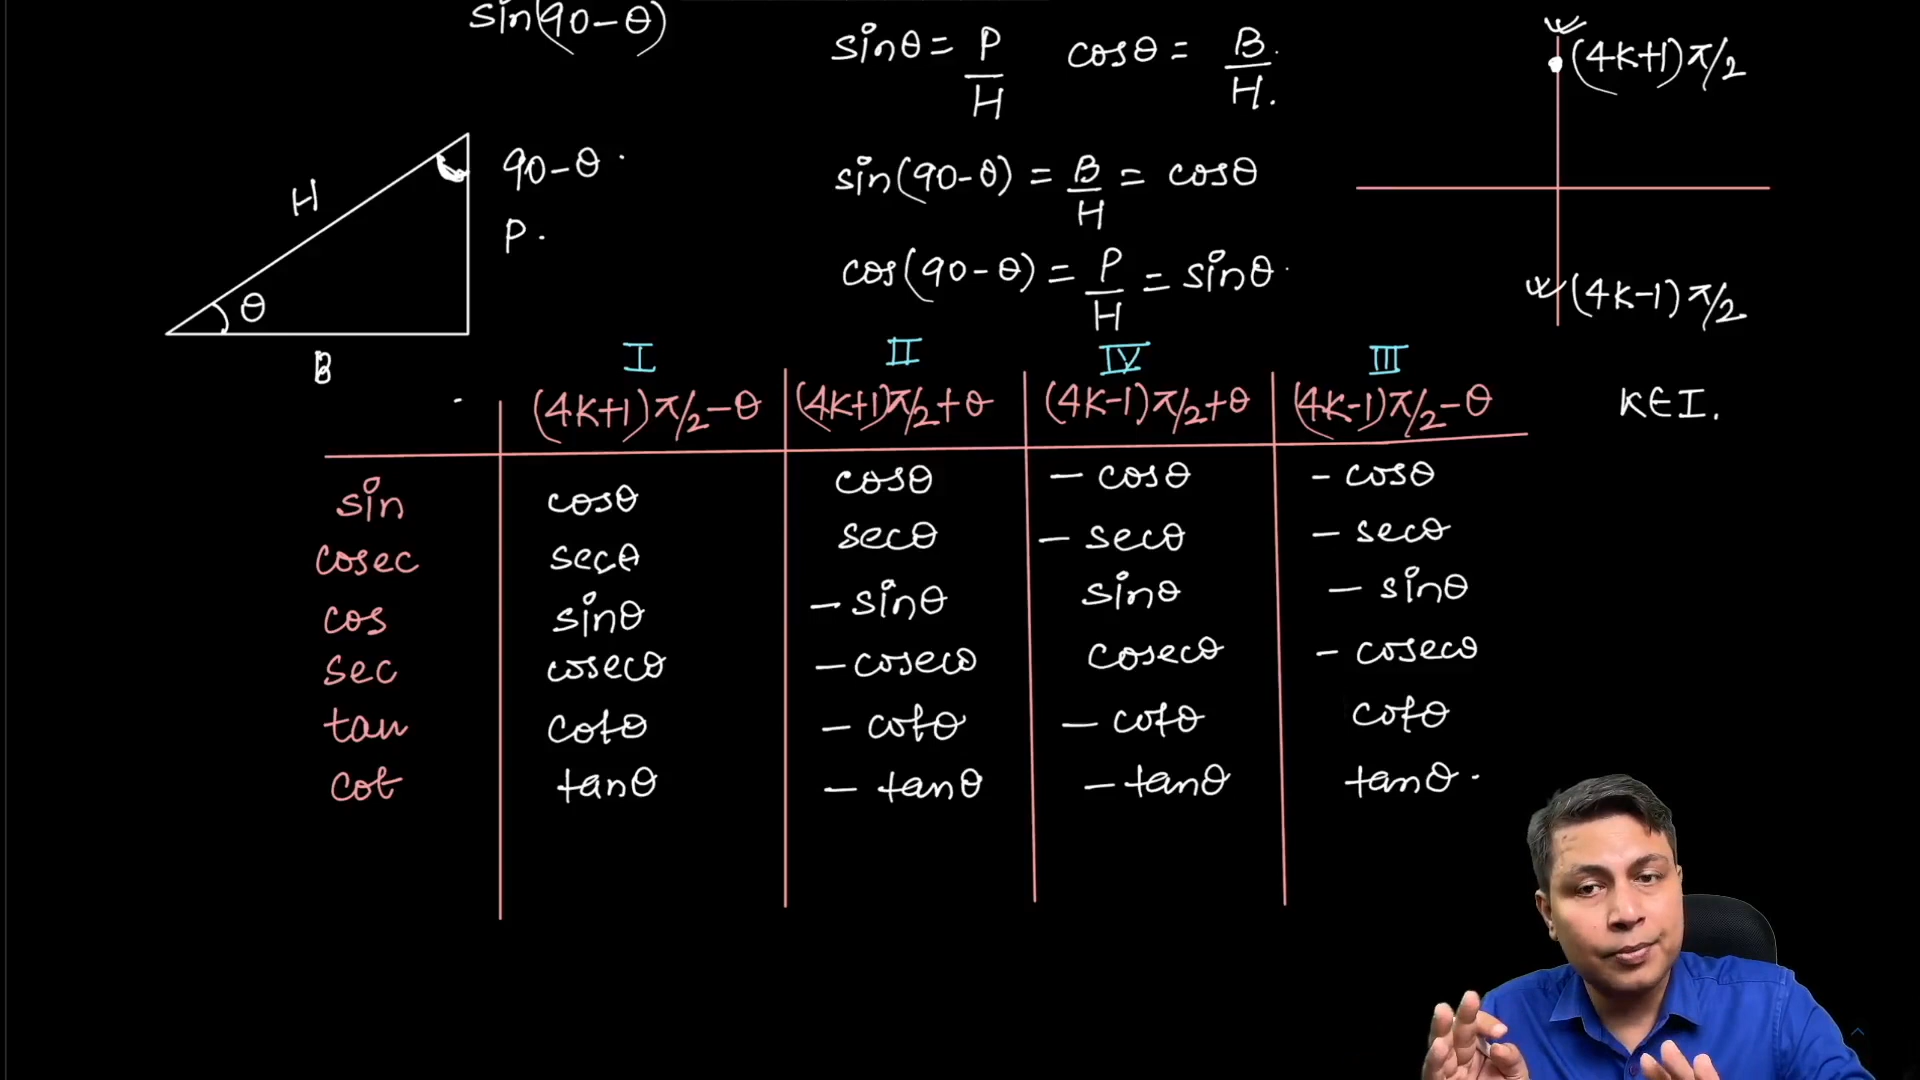 sin(90-θ)
sinθ = P/H cosθ = B/H.
(4K+1)π/2
H
90-θ.
P.
θ
B
sin(90-θ) = B/H = cosθ
cos(90-θ) = P/H = sinθ.
(4K-1)π/2
I II IV III
(4K+1)π/2-θ (4K+1)π/2+θ (4K-1)π/2+θ (4K-1)π/2-θ K∈I.
sin cosθ cosθ - cosθ - cosθ
cosec secθ secθ - secθ - secθ
cos sinθ - sinθ sinθ - sinθ
sec cosecθ - cosecθ cosecθ - cosecθ
tan cotθ - cotθ - cotθ cotθ
cot tanθ - tanθ - tanθ tanθ.